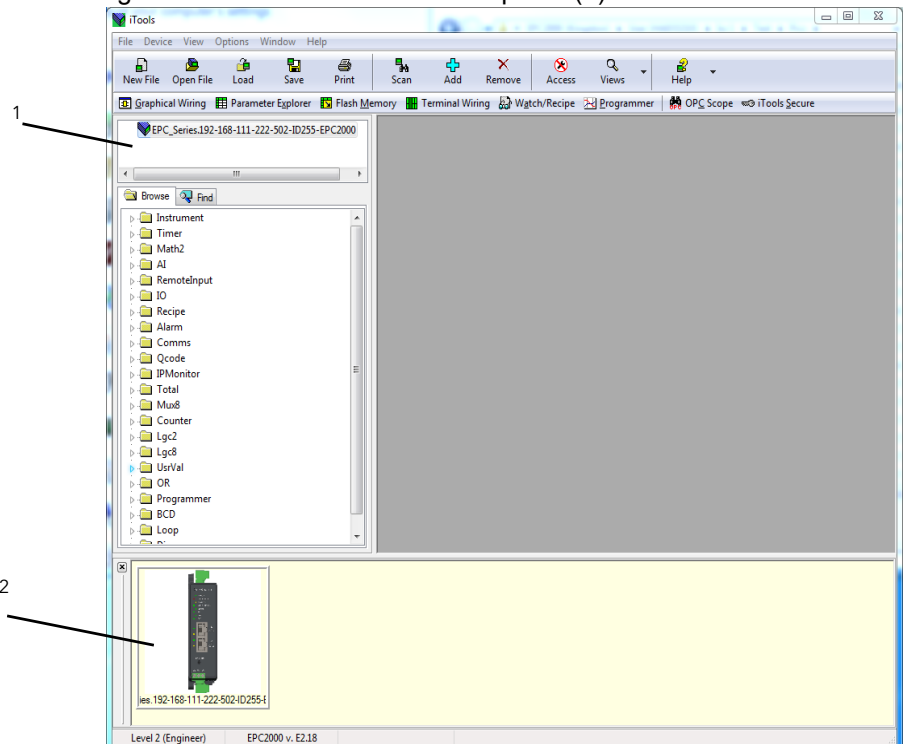 iTools
File Device View Options Window Help
New File Open File Load Save Print Scan Add Remove Access Views Help
Graphical Wiring Parameter Explorer Flash Memory Terminal Wiring Watch/Recipe Programmer OPC Scope iTools Secure
1
EPC_Series.192-168-111-222-502-ID255-EPC2000
Browse Find
Instrument
Timer
Math2
AI
RemoteInput
IO
Recipe
Alarm
Comms
Qcode
IPMonitor
Total
Mux8
Counter
Lgc2
Lgc8
UsrVal
OR
Programmer
BCD
Loop
2
ies.192-168-111-222-502-ID255-E
Level 2 (Engineer) EPC2000 v. E2.18